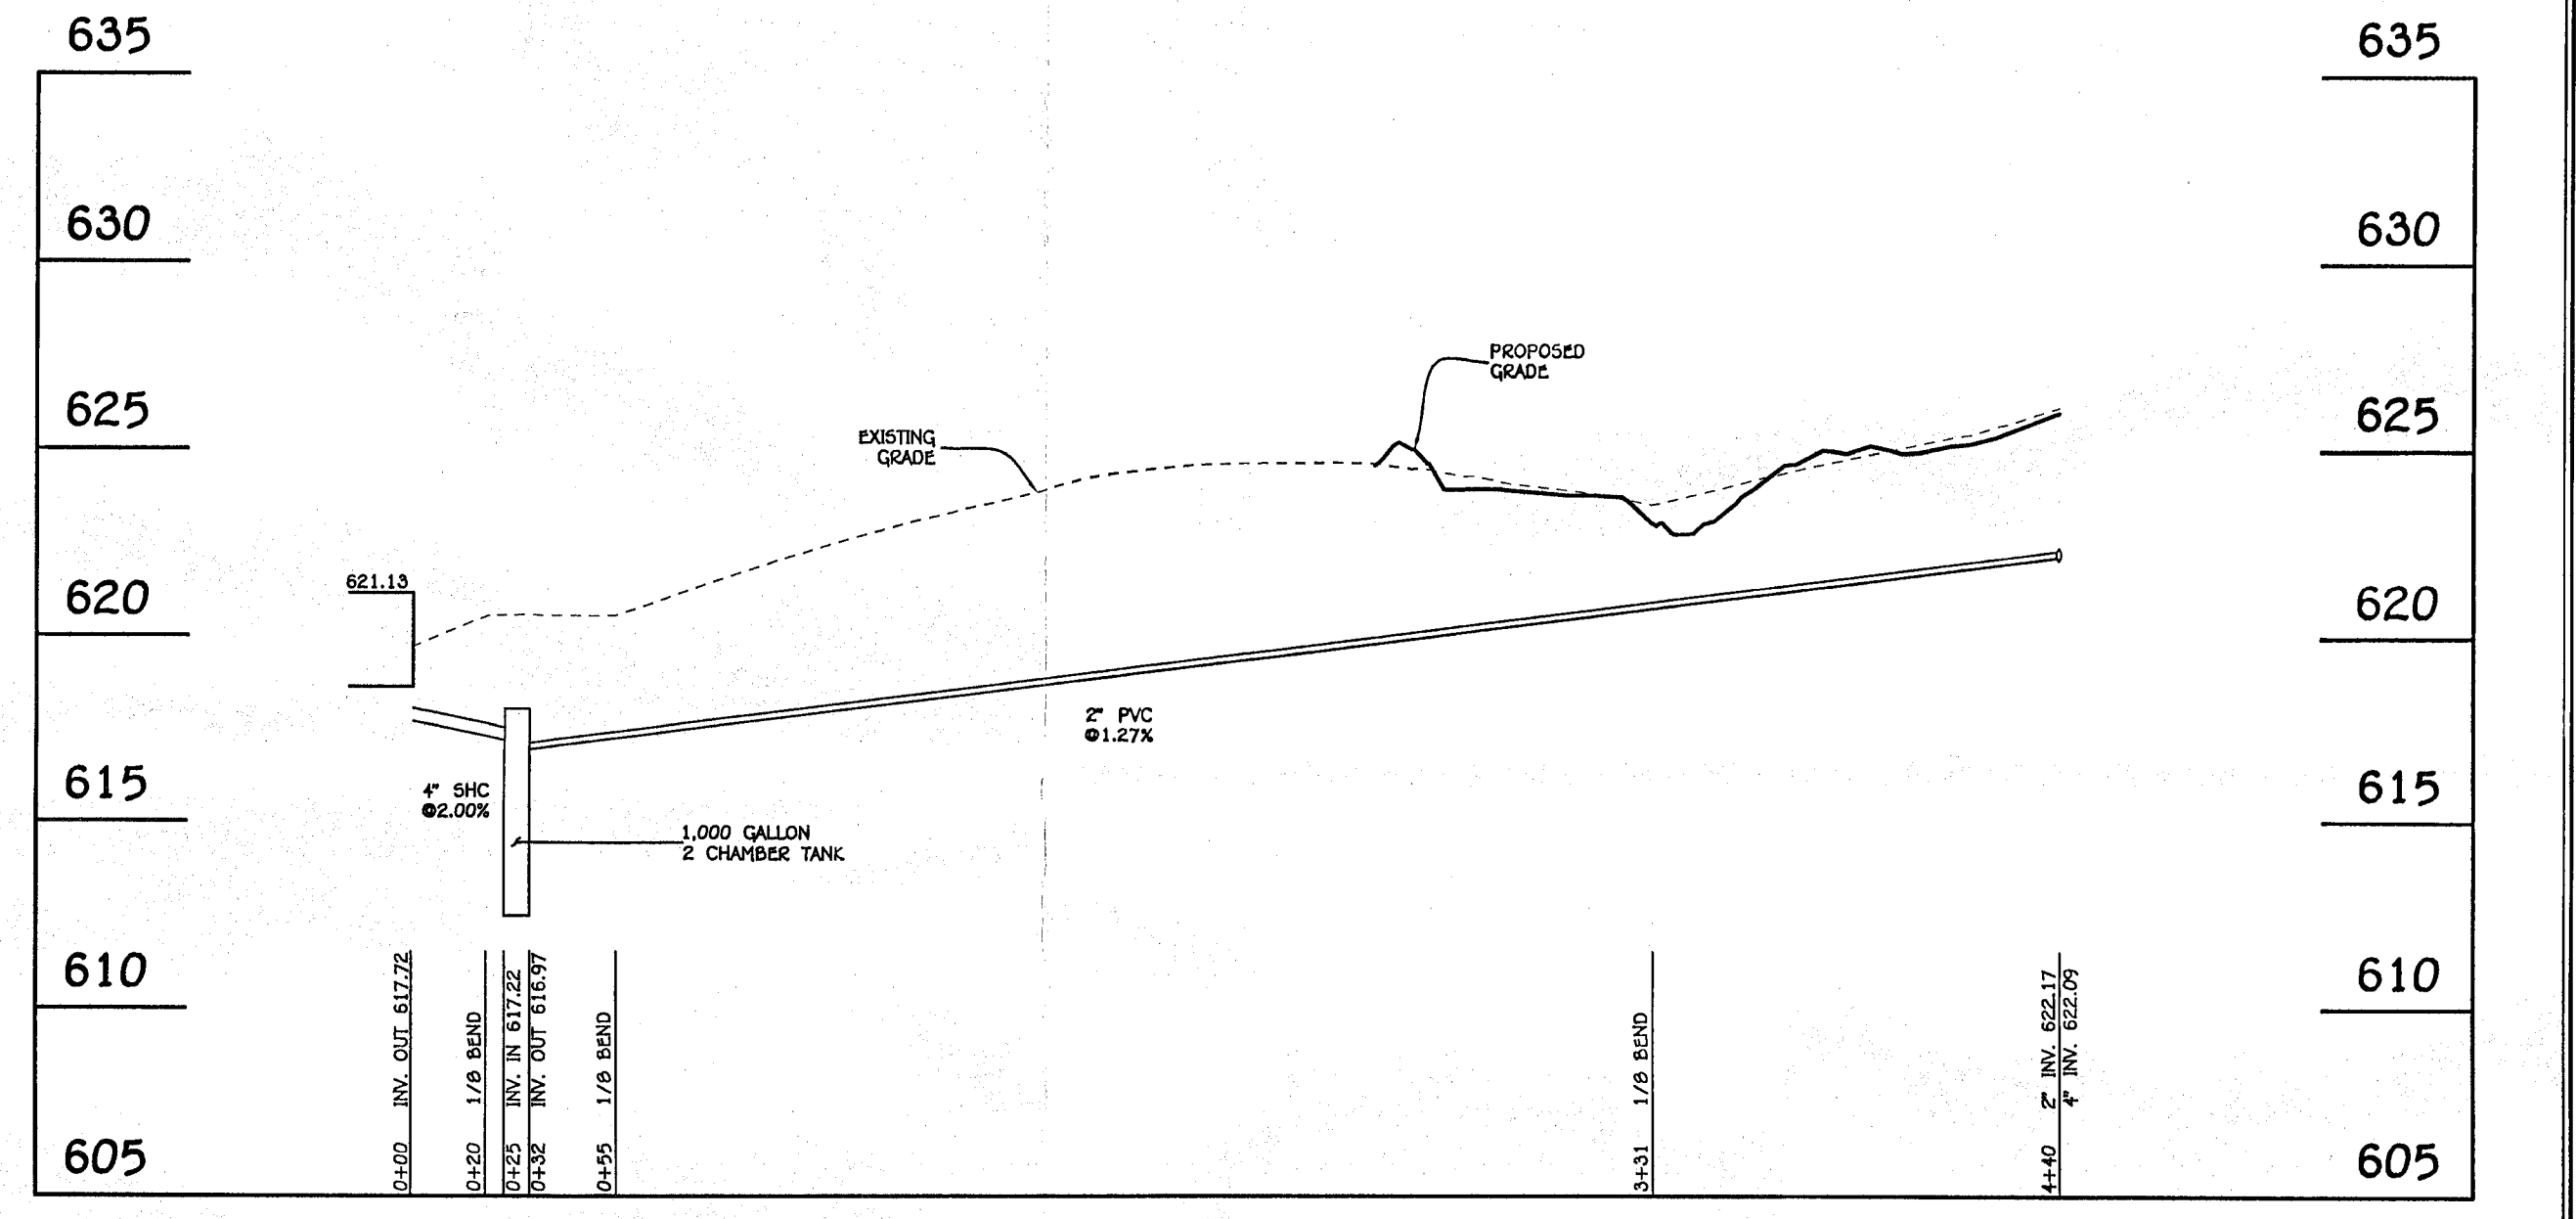 635
635
630
630
PROPOSED
GRADE
625
625
EXISTING
GRADE
621.13
620
620
2" PVC
@1.27%
615
615
4" SHC
@2.00%
1,000 GALLON
2 CHAMBER TANK
610
610
0+00 INV. OUT 617.72
0+20 1/8 BEND
0+25 INV. IN 617.22
0+32 INV. OUT 616.97
0+55 1/8 BEND
3+31 1/8 BEND
4+40 2" INV. 622.17
4" INV. 622.09
605
605